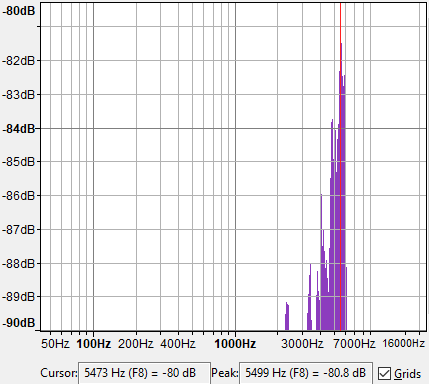 -80dB
-81dB
-82dB
-83dB
-84dB
-85dB
-86dB
-87dB
-88dB
-89dB
-90dB
50Hz 100Hz 200Hz 400Hz 1000Hz 3000Hz 7000Hz 16000Hz
Cursor: 5473 Hz (F8) = -80 dB Peak: 5499 Hz (F8) = -80.8 dB Grids